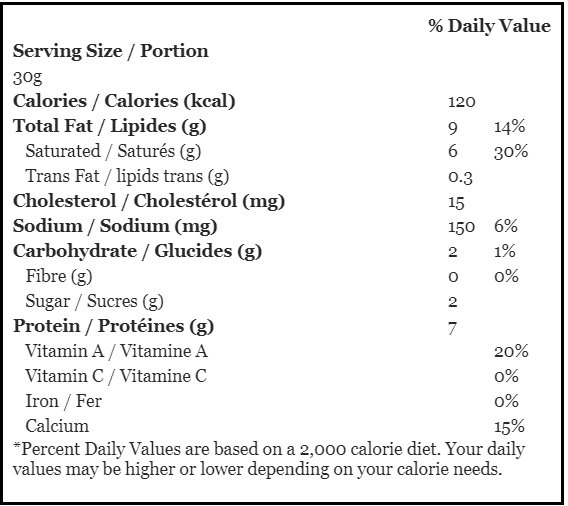 % Daily Value
Serving Size / Portion
30g
Calories / Calories (kcal) 120
Total Fat / Lipides (g) 9 14%
Saturated / Saturés (g) 6 30%
Trans Fat / lipids trans (g) 0.3
Cholesterol / Cholestérol (mg) 15
Sodium / Sodium (mg) 150 6%
Carbohydrate / Glucides (g) 2 1%
Fibre (g) 0 0%
Sugar / Sucres (g) 2
Protein / Protéines (g) 7
Vitamin A / Vitamine A 20%
Vitamin C / Vitamine C 0%
Iron / Fer 0%
Calcium 15%
*Percent Daily Values are based on a 2,000 calorie diet. Your daily
values may be higher or lower depending on your calorie needs.